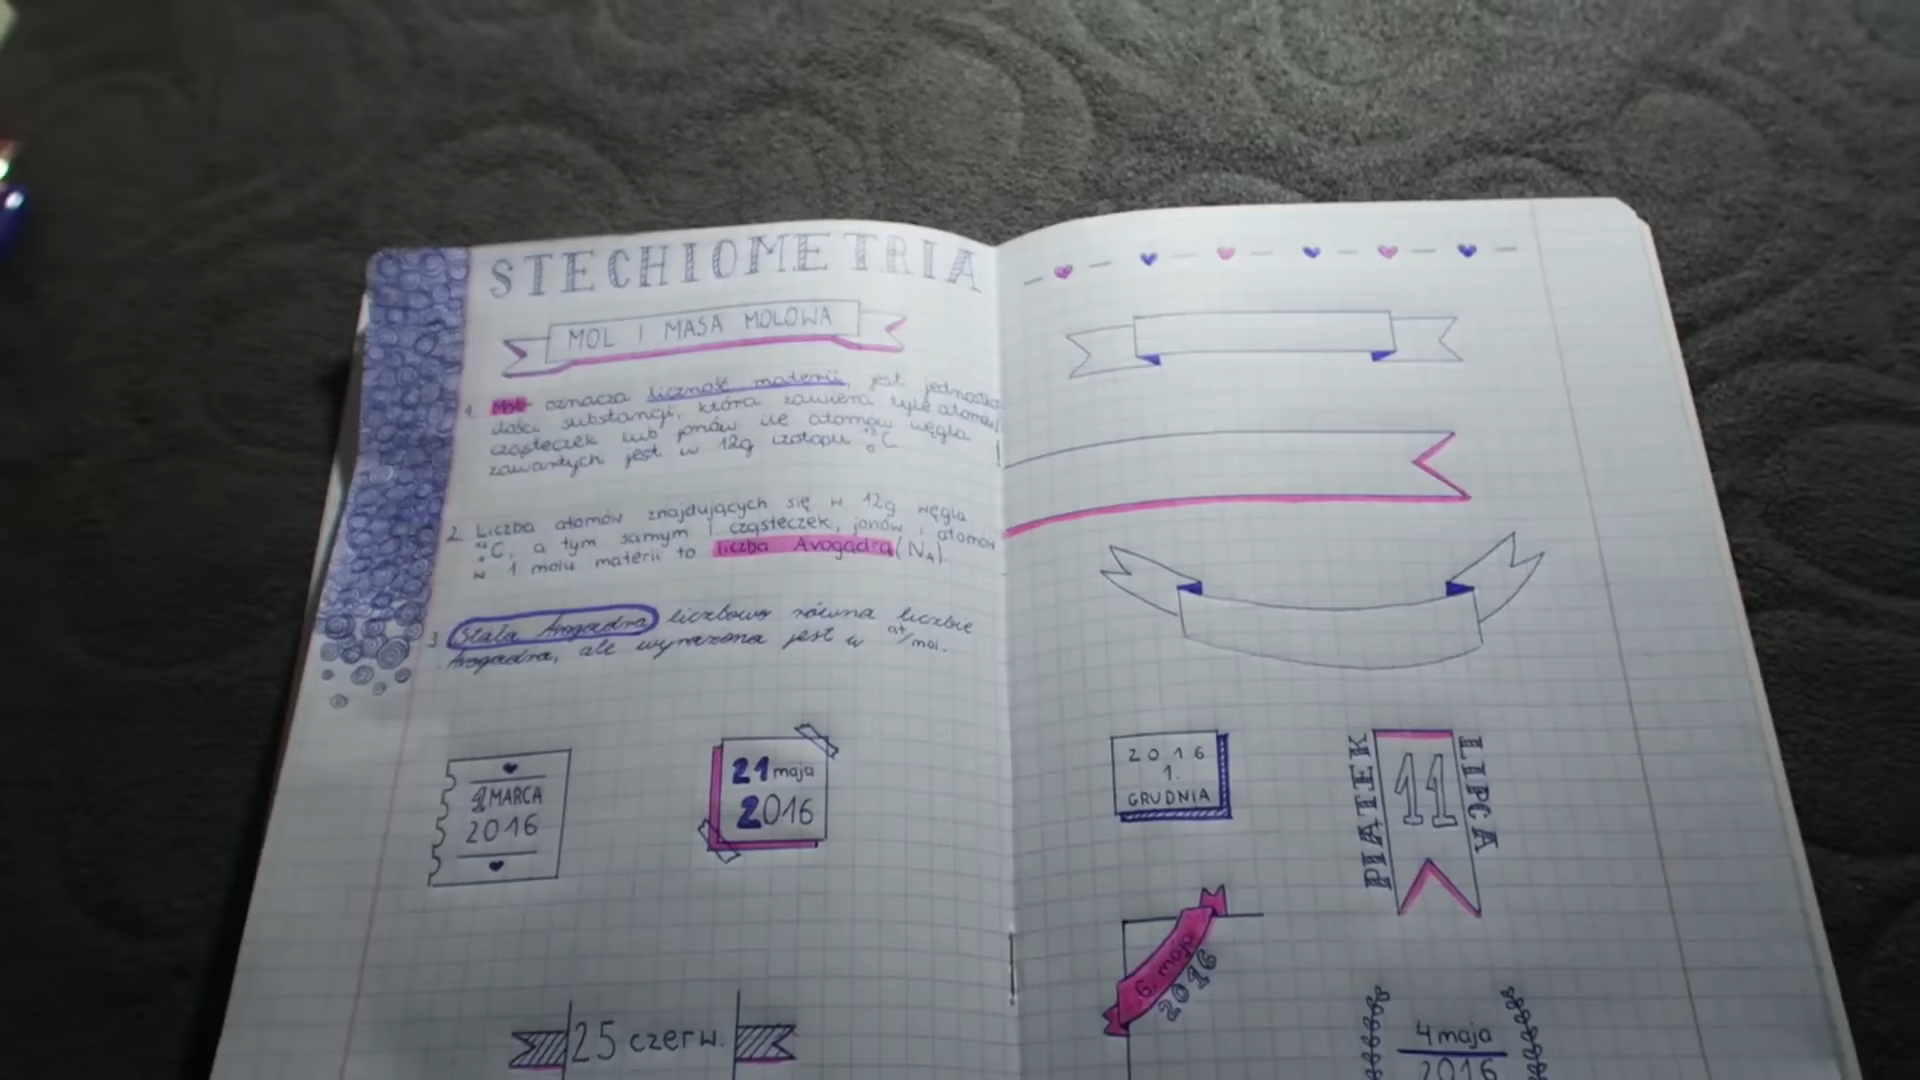 STECHIOMETRIA
MOL I MASA MOLOWA
1. Mol oznacza liczność materii, jest jednostką
ilości substancji, która zawiera tyle atomów,
cząsteczek lub jonów ile atomów węgla
zawartych jest w 12g izotopu ¹²₆C !
2. Liczba atomów znajdujących się w 12g węgla
¹²₆C, a tym samym i cząsteczek, jonów i atomów
w 1 molu materii to liczba Avogadra (NA)
3. Stała Avogadra liczbowo równa liczbie
Avogadra, ale wyrażona jest w at/mol.
MARCA
2016
21 maja
2016
2016
1.
GRUDNIA
PIĄTEK
11
LIPCA
6. maja
2016
25 czerw.
4 maja
2016